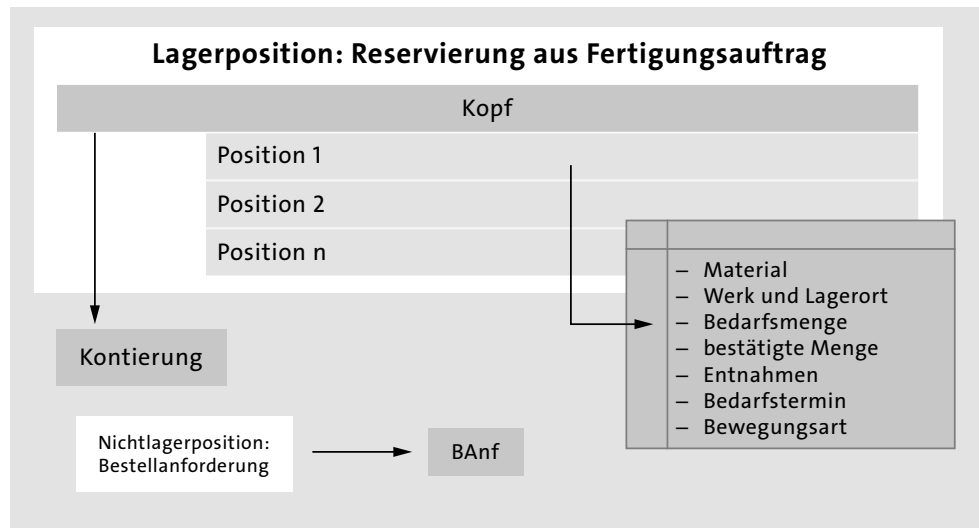 Lagerposition: Reservierung aus Fertigungsauftrag
Kopf
Position 1
Position 2
Position n
– Material
– Werk und Lagerort
– Bedarfsmenge
– bestätigte Menge
– Entnahmen
– Bedarfstermin
– Bewegungsart
Kontierung
Nichtlagerposition:
Bestellanforderung
BAnf